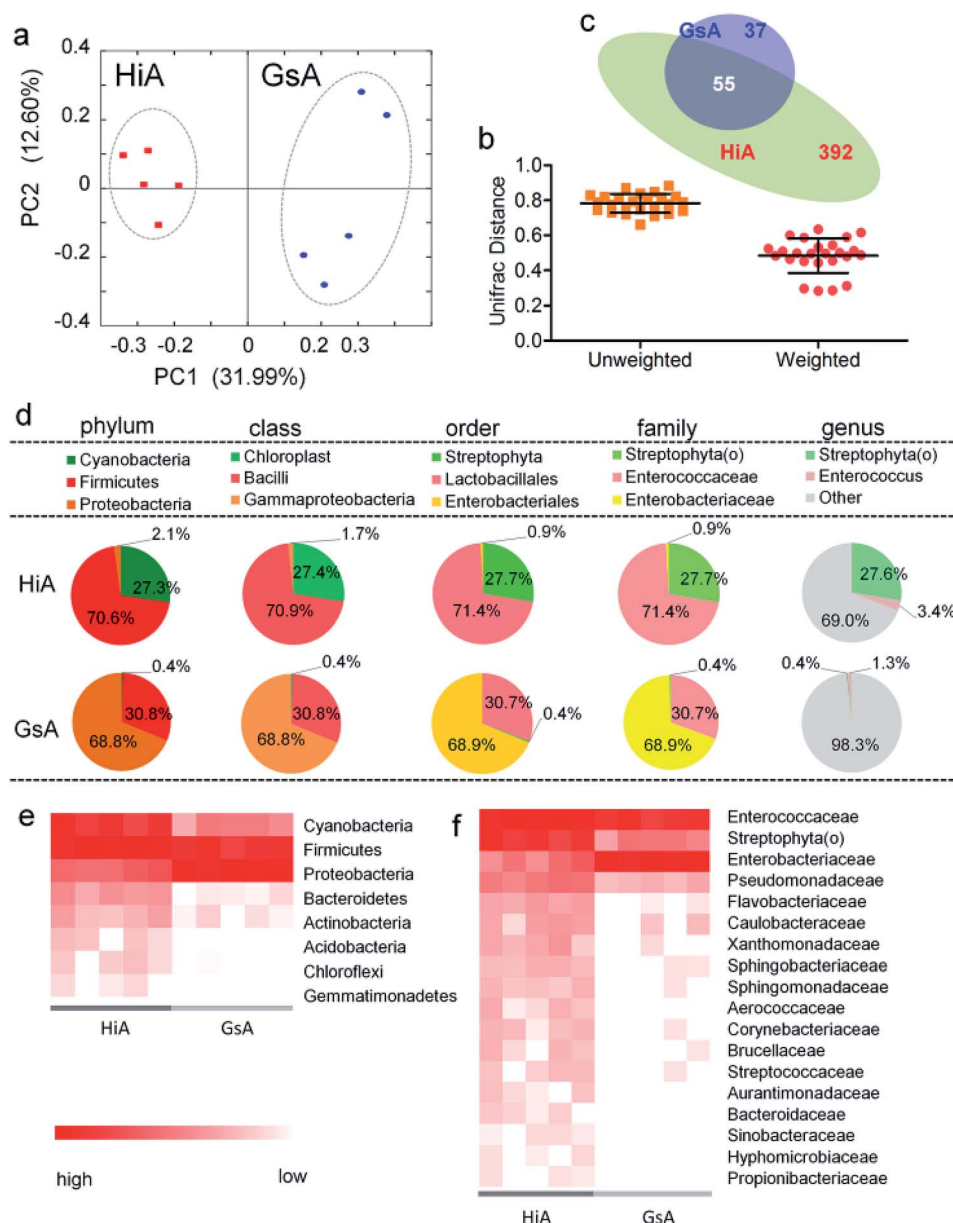 a
0.4
0.2
0
-0.2
-0.4
PC2 (12.60%)
HiA
GsA
-0.3
-0.2
0
0.2
0.3
PC1 (31.99%)
c
GsA 37
55
HiA 392
b
1.0
0.8
0.6
0.4
0.2
0.0
Unifrac Distance
Unweighted
Weighted
d
phylum class order family genus
Cyanobacteria Chloroplast Streptophyta Streptophyta(o) Streptophyta(o)
Firmicutes Bacilli Lactobacillales Enterococcaceae Enterococcus
Proteobacteria Gammaproteobacteria Enterobacteriales Enterobacteriaceae Other
HiA
2.1% 1.7% 0.9% 0.9%
27.3% 27.4% 27.7% 27.7% 27.6%
70.6% 70.9% 71.4% 71.4% 69.0% 3.4%
GsA
0.4% 0.4% 0.4% 0.4% 1.3%
30.8% 30.8% 30.7% 30.7%
0.4%
68.8% 68.8% 68.9% 68.9% 98.3%
e
Cyanobacteria
Firmicutes
Proteobacteria
Bacteroidetes
Actinobacteria
Acidobacteria
Chloroflexi
Gemmatimonadetes
HiA GsA
high low
f
Enterococcaceae
Streptophyta(o)
Enterobacteriaceae
Pseudomonadaceae
Flavobacteriaceae
Caulobacteraceae
Xanthomonadaceae
Sphingobacteriaceae
Sphingomonadaceae
Aerococcaceae
Corynebacteriaceae
Brucellaceae
Streptococcaceae
Aurantimonadaceae
Bacteroidaceae
Sinobacteraceae
Hyphomicrobiaceae
Propionibacteriaceae
HiA GsA